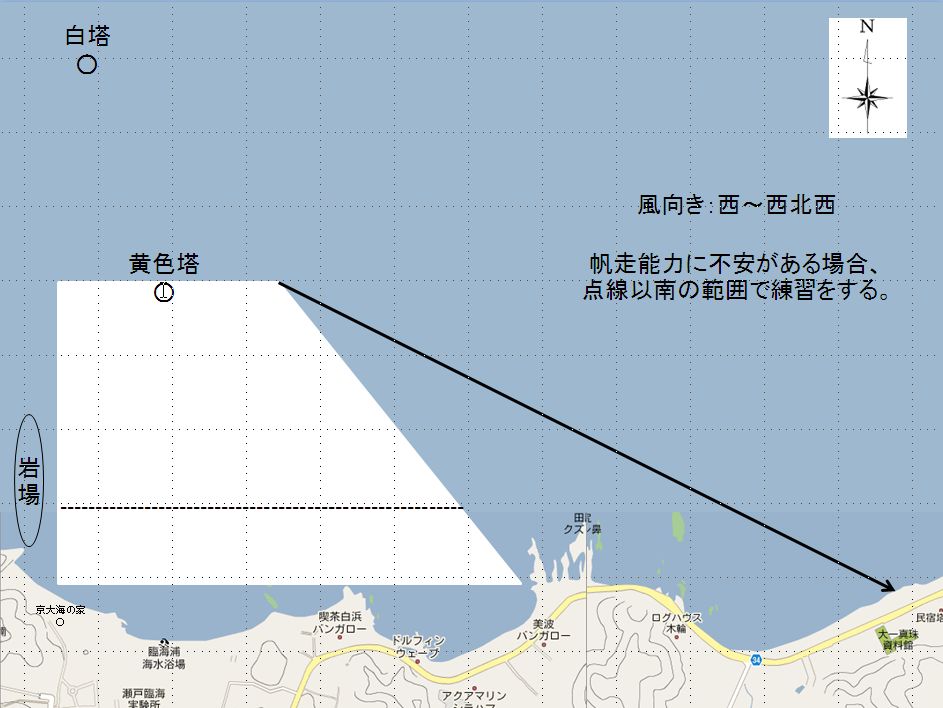 白塔
N
風向き：西～西北西
黄色塔
帆走能力に不安がある場合、
点線以南の範囲で練習をする。
岩
場
クズノ鼻
京大海の家
喫茶白浜
バンガロー
ドルフィン
ウェーブ
美波
バンガロー
ログハウス
木輪
民宿塔
大一真珠
資料館
臨海浦
海水浴場
34
瀬戸臨海
実験所
アクアマリン